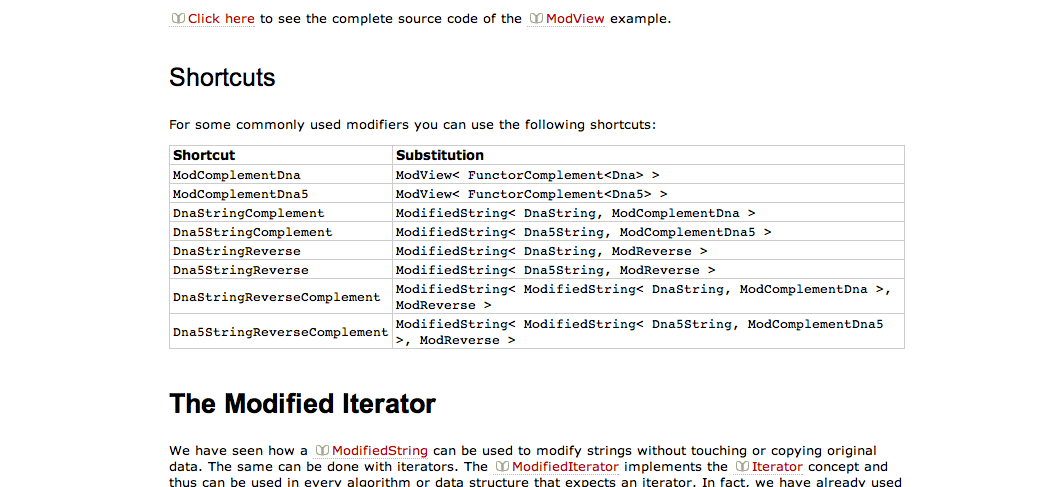 Click here to see the complete source code of the ModView example.
Shortcuts
For some commonly used modifiers you can use the following shortcuts:
Shortcut Substitution
ModComplementDna ModView< FunctorComplement<Dna> >
ModComplementDna5 ModView< FunctorComplement<Dna5> >
DnaStringComplement ModifiedString< DnaString, ModComplementDna >
Dna5StringComplement ModifiedString< Dna5String, ModComplementDna5 >
DnaStringReverse ModifiedString< DnaString, ModReverse >
Dna5StringReverse ModifiedString< Dna5String, ModReverse >
DnaStringReverseComplement ModifiedString< ModifiedString< DnaString, ModComplementDna >,
ModReverse >
Dna5StringReverseComplement ModifiedString< ModifiedString< Dna5String, ModComplementDna5
>, ModReverse >
The Modified Iterator
We have seen how a ModifiedString can be used to modify strings without touching or copying original
data. The same can be done with iterators. The ModifiedIterator implements the Iterator concept and
thus can be used in every algorithm or data structure that expects an iterator. In fact, we have already used